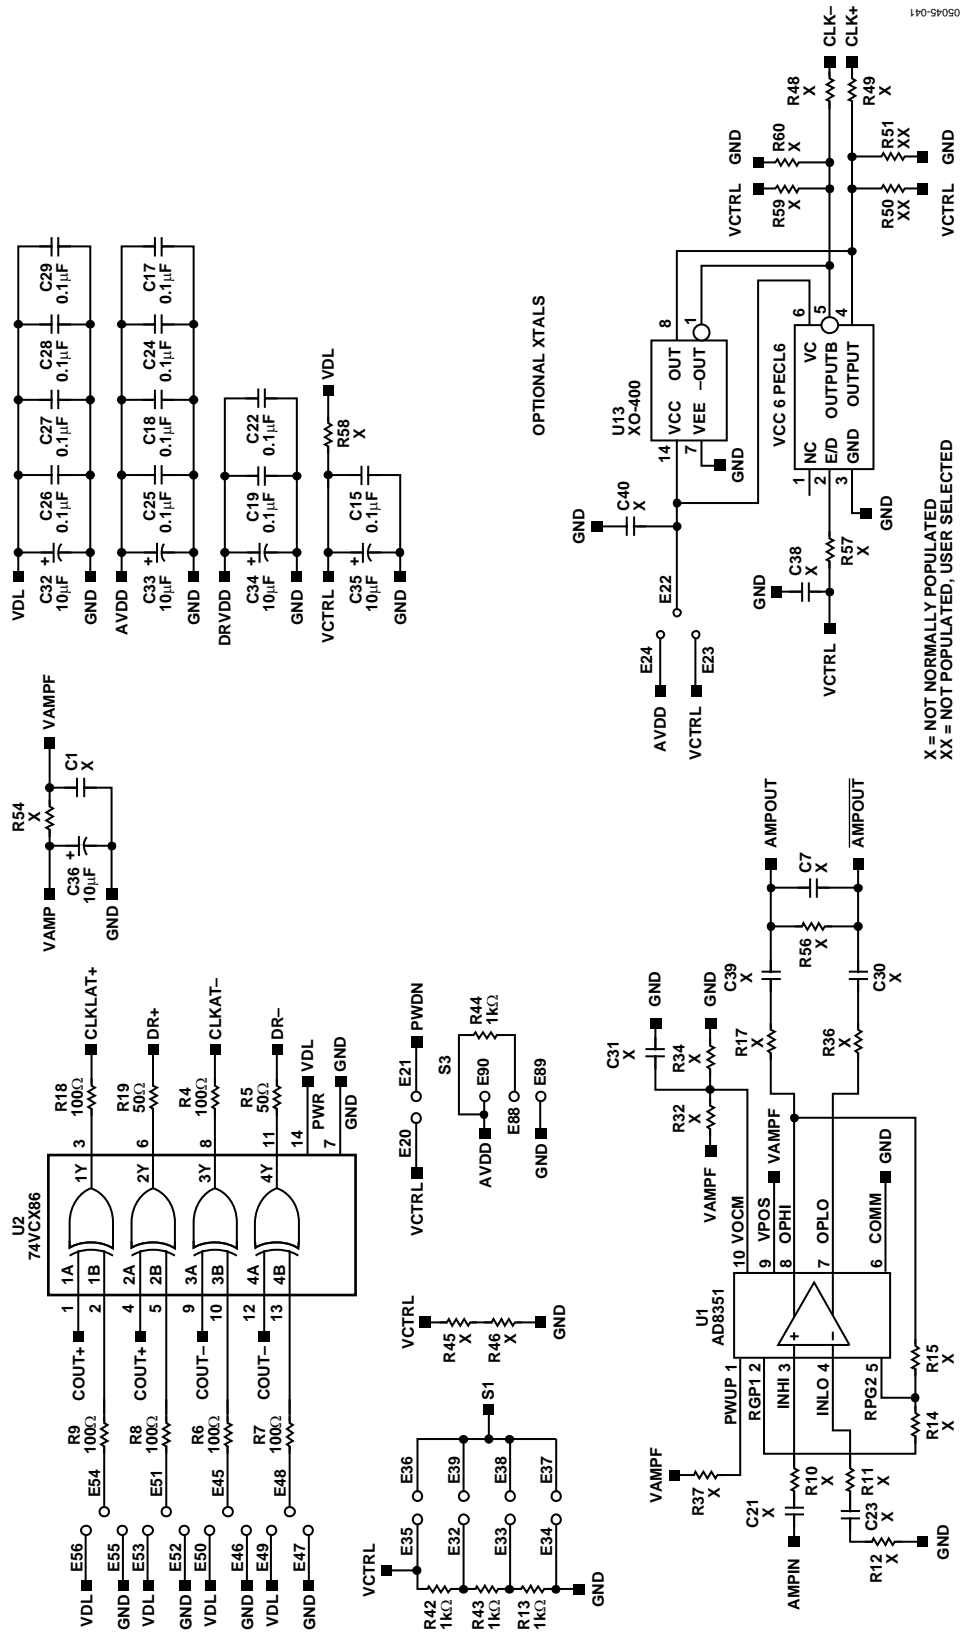 05045-041
VDL
C32
10µF
C26
0.1µF
C27
0.1µF
C28
0.1µF
C29
0.1µF
GND
AVDD
C33
10µF
C25
0.1µF
C18
0.1µF
C24
0.1µF
C17
0.1µF
GND
DRVDD
C34
10µF
C19
0.1µF
C22
0.1µF
GND
VCTRL
C35
10µF
C15
0.1µF
R58
X
VDL
GND
VAMP
R54
X
VAMPF
C36
10µF
C1
X
GND
U2
74VCX86
COUT+
1
1A
2
1B
1Y
3
R18
100Ω
CLKLAT+
COUT+
4
2A
5
2B
2Y
6
R19
50Ω
DR+
COUT–
9
3A
10
3B
3Y
8
R4
100Ω
CLKAT–
COUT–
12
4A
13
4B
4Y
11
R5
50Ω
DR–
14
PWR
VDL
7
GND
GND
R9
100Ω
E54
R8
100Ω
E51
R6
100Ω
E45
R7
100Ω
E48
VDL
E56
GND
E55
VDL
E53
GND
E52
VDL
E50
GND
E46
VDL
E49
GND
E47
VCTRL
E20
E21
PWDN
S3
R44
1kΩ
AVDD
E90
E88
GND
E89
VCTRL
R45
X
R46
X
GND
VCTRL
E35
E36
E32
E39
E33
E38
E34
E37
S1
R42
1kΩ
R43
1kΩ
R13
1kΩ
GND
OPTIONAL XTALS
U13
XO-400
14
VCC
OUT
8
7
VEE
–OUT
1
GND
GND
C40
X
E22
AVDD
E24
VCTRL
E23
VCC 6 PECL6
1
NC
VC
6
2
E/D
OUTPUTB
5
3
GND
OUTPUT
4
GND
GND
C38
X
R57
X
VCTRL
VCTRL
R59
X
GND
R60
X
R48
X
CLK–
R49
X
CLK+
R50
XX
VCTRL
R51
XX
GND
X = NOT NORMALLY POPULATED
XX = NOT POPULATED, USER SELECTED
U1
AD8351
PWUP 1
RGP1 2
INHI 3
INLO 4
RPG2 5
10 VOCM
9
VPOS
8
OPHI
7
OPLO
6
COMM
+
–
VAMPF
R37
X
AMPIN
C21
X
R10
X
R11
X
C23
X
R12
X
GND
R14
X
R15
X
VAMPF
R32
X
R34
X
GND
C31
X
GND
VAMPF
GND
R17
X
C39
X
AMPOUT
R56
X
C7
X
R36
X
C30
X
AMPOUT